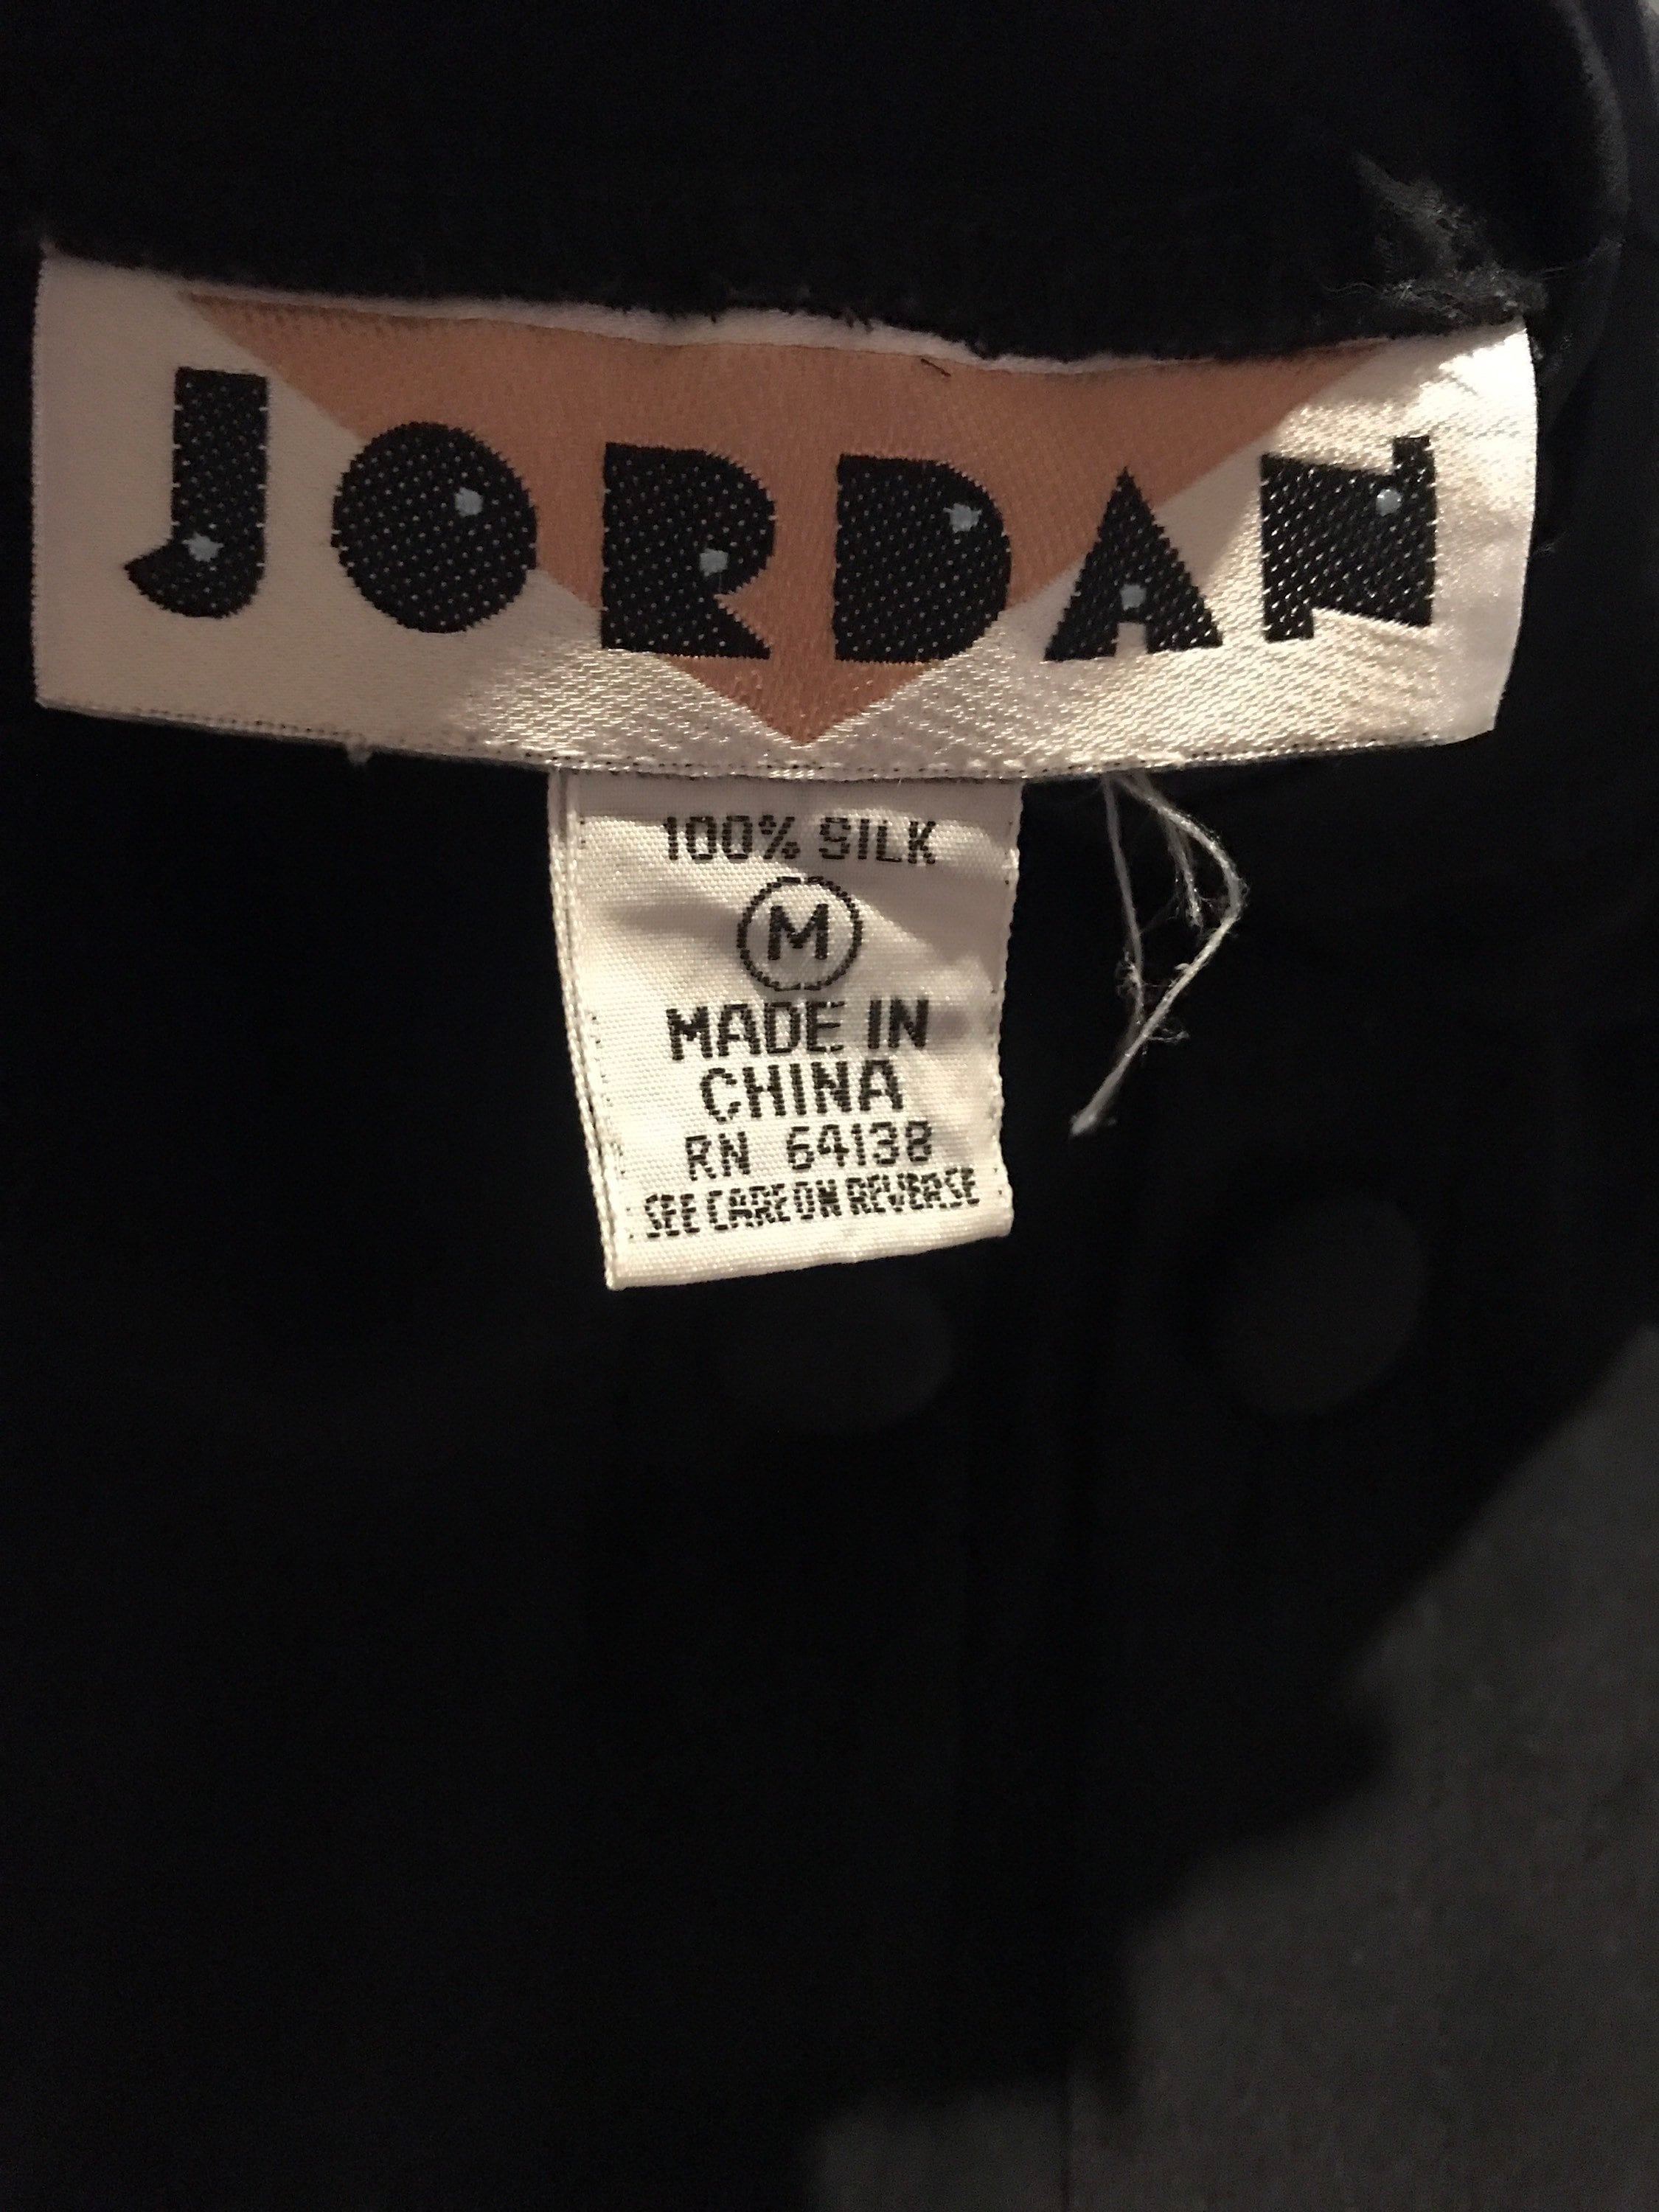 JORDAN
100% SILK
M
MADE IN
CHINA
RN 64138
SEE CARE ON REVERSE